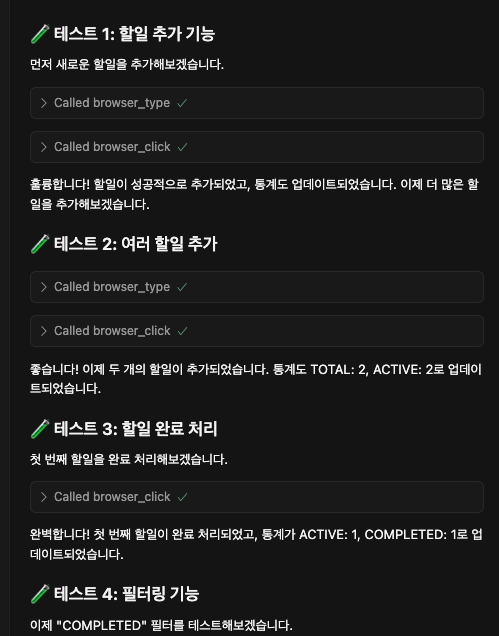 🧪 테스트 1: 할일 추가 기능
먼저 새로운 할일을 추가해보겠습니다.
> Called browser_type ✓
> Called browser_click ✓
훌륭합니다! 할일이 성공적으로 추가되었고, 통계도 업데이트되었습니다. 이제 더 많은 할
일을 추가해보겠습니다.
🧪 테스트 2: 여러 할일 추가
> Called browser_type ✓
> Called browser_click ✓
좋습니다! 이제 두 개의 할일이 추가되었습니다. 통계도 TOTAL: 2, ACTIVE: 2로 업데이
트되었습니다.
🧪 테스트 3: 할일 완료 처리
첫 번째 할일을 완료 처리해보겠습니다.
> Called browser_click ✓
완벽합니다! 첫 번째 할일이 완료 처리되었고, 통계가 ACTIVE: 1, COMPLETED: 1로 업
데이트되었습니다.
🧪 테스트 4: 필터링 기능
이제 "COMPLETED" 필터를 테스트해보겠습니다.